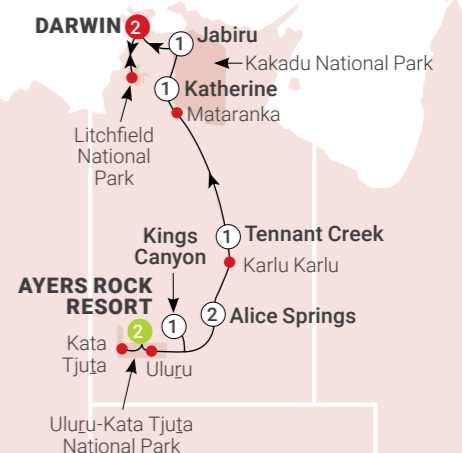 DARWIN 2
1 Jabiru
Kakadu National Park
1 Katherine
Mataranka
Litchfield
National
Park
1 Tennant Creek
Kings
Canyon
Karlu Karlu
AYERS ROCK
RESORT
2
1
2 Alice Springs
Kata
Tjuṯa
Uluṟu
Uluṟu-Kata Tjuṯa
National Park